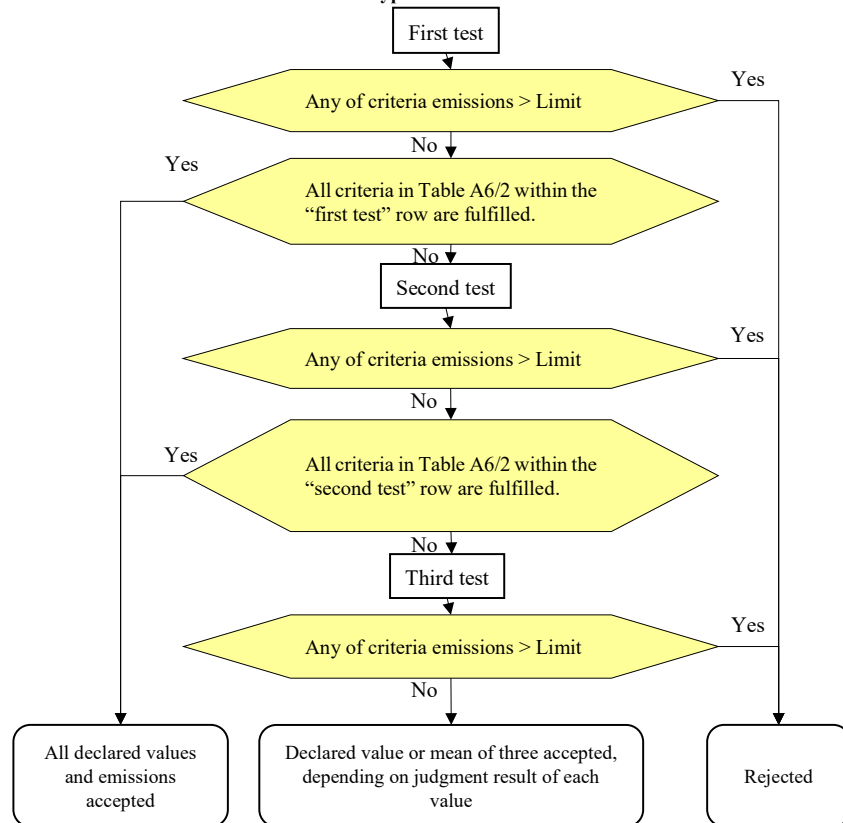 First test
Any of criteria emissions > Limit
Yes
No
Yes
All criteria in Table A6/2 within the
“first test” row are fulfilled.
No
Second test
Any of criteria emissions > Limit
Yes
No
Yes
All criteria in Table A6/2 within the
“second test” row are fulfilled.
No
Third test
Any of criteria emissions > Limit
Yes
No
All declared values
and emissions
accepted
Declared value or mean of three accepted,
depending on judgment result of each
value
Rejected